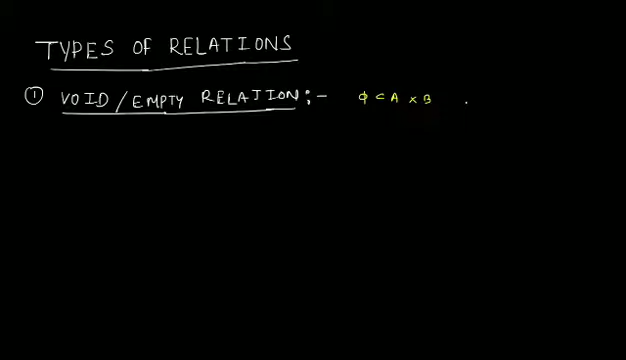 TYPES OF RELATIONS
① VOID / EMPTY RELATION :- ϕ ⊂ A × B